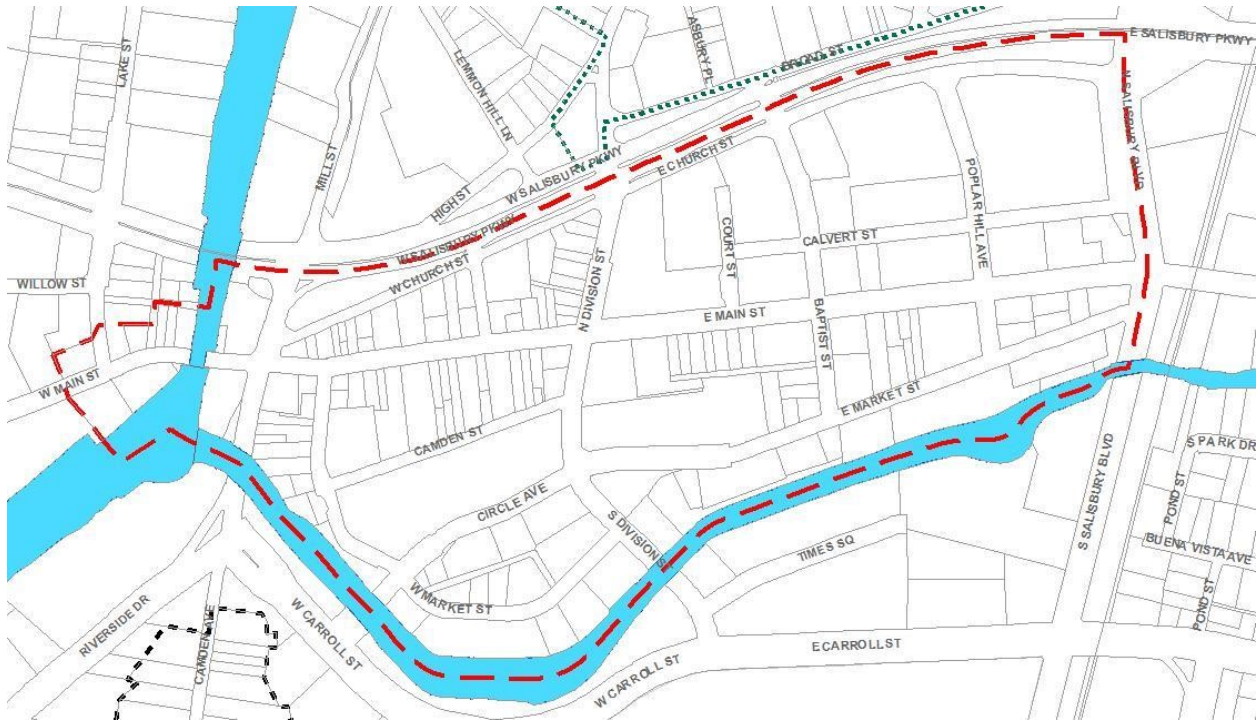 LAKE ST
LEMMON HILL LN
ASBURY PL
BROAD ST
E SALISBURY PKWY
N SALISBURY BLVD
MILL ST
HIGH ST
W SALISBURY PKWY
E CHURCH ST
POPLAR HILL AVE
W SALISBURY PKWY
W CHURCH ST
N DIVISION ST
COURT ST
CALVERT ST
WILLOW ST
E MAIN ST
BAPTIST ST
W MAIN ST
E MARKET ST
CAMDEN ST
S PARK DR
POND ST
S SALISBURY BLVD
CIRCLE AVE
S DIVISION ST
TIMES SQ
BUENA VISTA AVE
W MARKET ST
POND ST
RIVERSIDE DR
CAMDEN AVE
W CARROLL ST
E CARROLL ST
W CARROLL ST